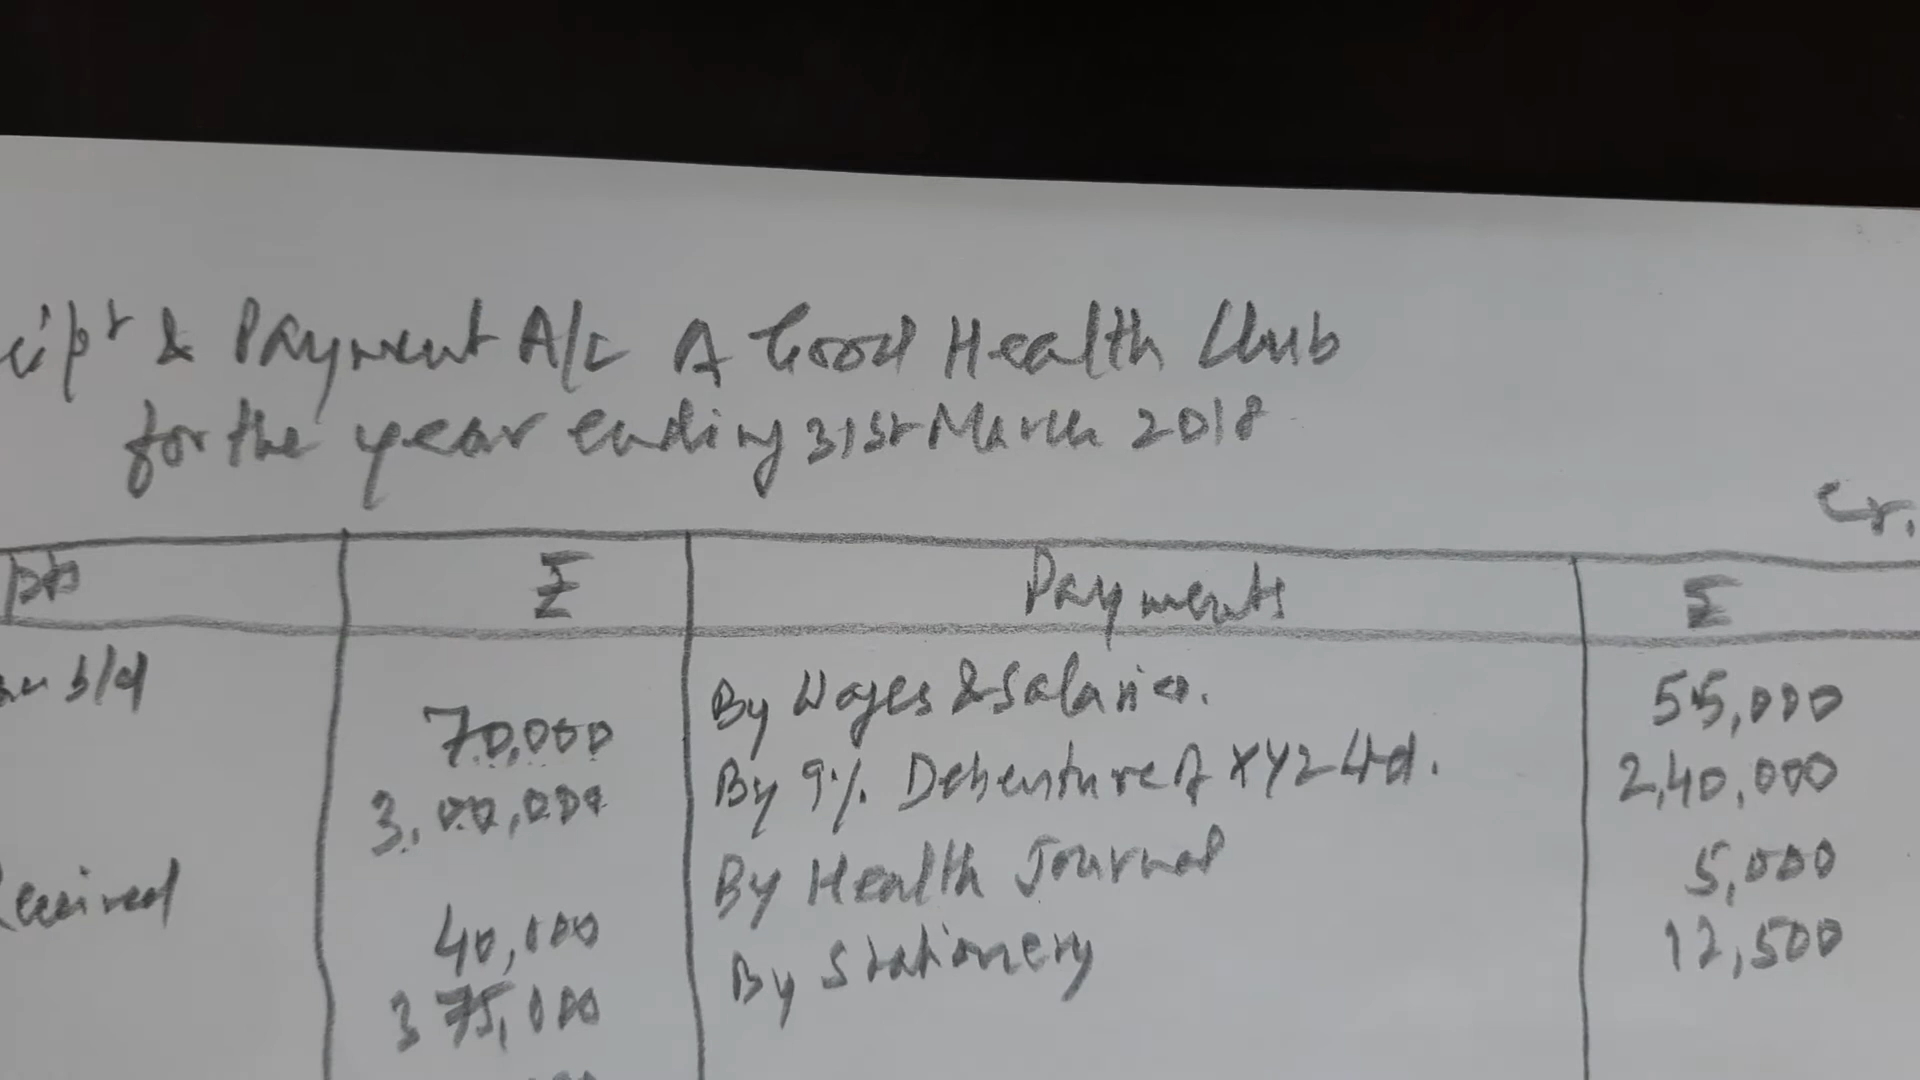 & Payment A/c A Good Health Club
for the year ending 31st March 2018
Cr.
₹ Payments ₹
b/d
70,000 By Wages & Salaries. 55,000
3,00,000 By 9% Debenture of XYZ Ltd. 2,40,000
Received By Health Journal 5,000
40,000 By Stationery 12,500
375,000